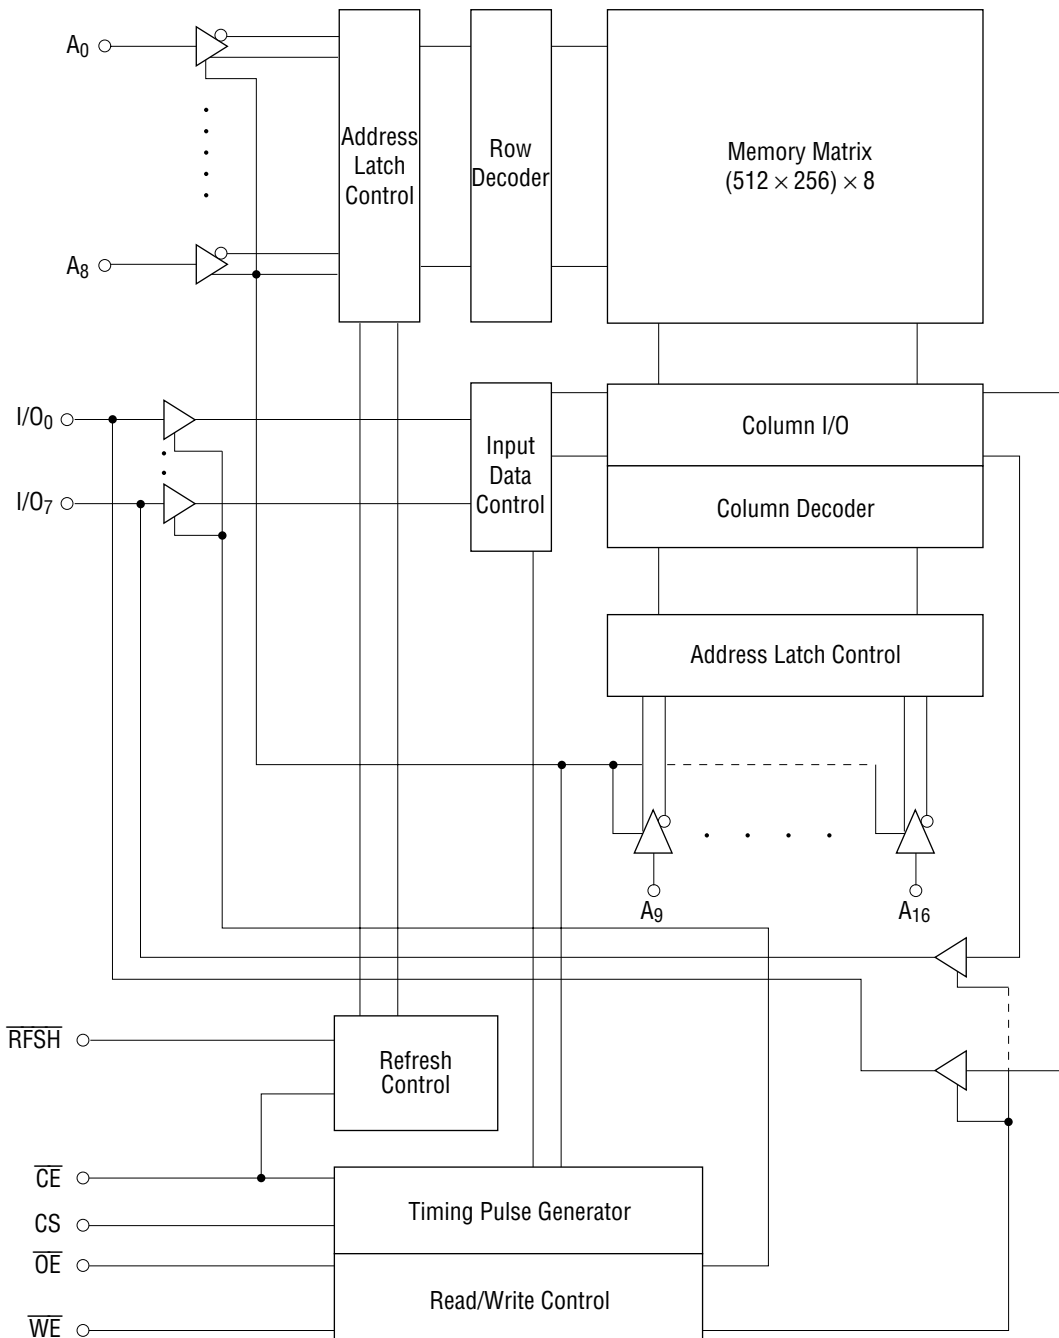 A0
Address
Latch
Control
Row
Decoder
Memory Matrix
(512 × 256) × 8
A8
I/O0
Column I/O
Input
Data
Control
I/O7
Column Decoder
Address Latch Control
A9
A16
RFSH
Refresh
Control
CE
Timing Pulse Generator
CS
OE
Read/Write Control
WE